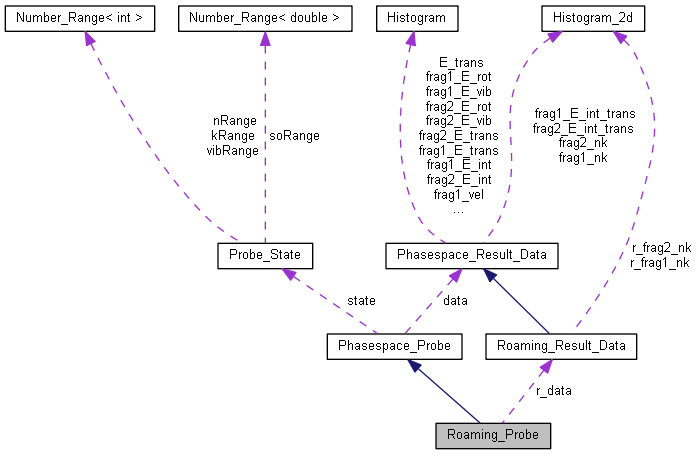 Number_Range< int >
Number_Range< double >
Histogram
Histogram_2d
E_trans
frag1_E_rot
frag1_E_vib
frag2_E_rot
frag2_E_vib
frag2_E_trans
frag1_E_trans
frag1_E_int
frag2_E_int
frag1_vel
...
frag1_E_int_trans
frag2_E_int_trans
frag2_nk
frag1_nk
nRange
kRange
vibRange
soRange
Probe_State
Phasespace_Result_Data
r_frag2_nk
r_frag1_nk
state
data
Phasespace_Probe
Roaming_Result_Data
r_data
Roaming_Probe